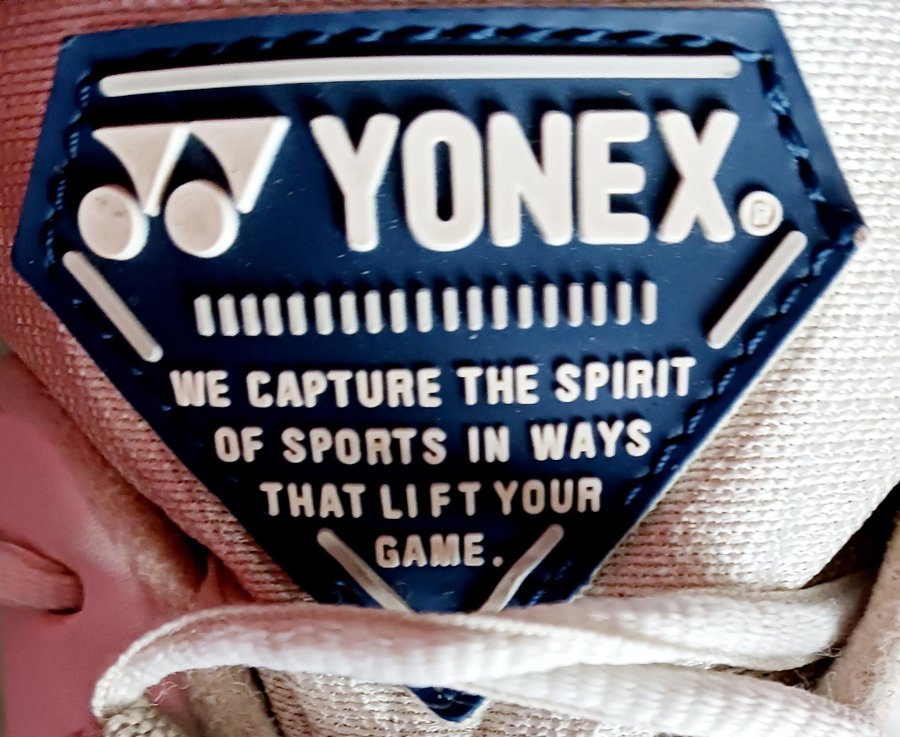 YONEX®
WE CAPTURE THE SPIRIT
OF SPORTS IN WAYS
THAT LIFT YOUR
GAME.